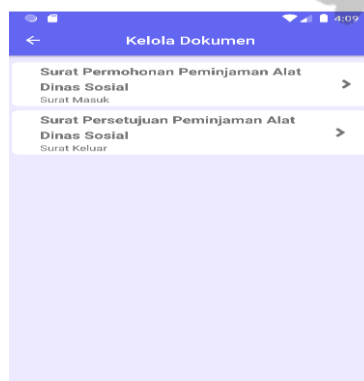 4:09
Kelola Dokumen
Surat Permohonan Peminjaman Alat
Dinas Sosial
Surat Masuk
Surat Persetujuan Peminjaman Alat
Dinas Sosial
Surat Keluar